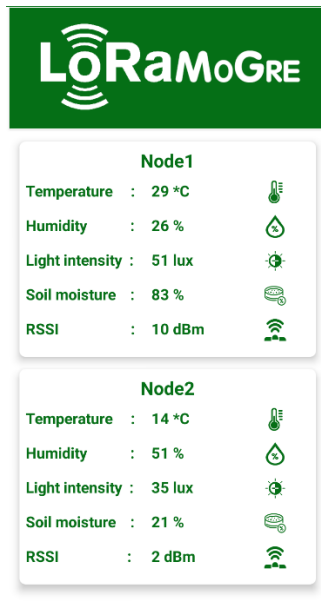 LoRaMoGre
Node1
Temperature : 29 *C
Humidity : 26 %
Light intensity : 51 lux
Soil moisture : 83 %
RSSI : 10 dBm
Node2
Temperature : 14 *C
Humidity : 51 %
Light intensity : 35 lux
Soil moisture : 21 %
RSSI : 2 dBm